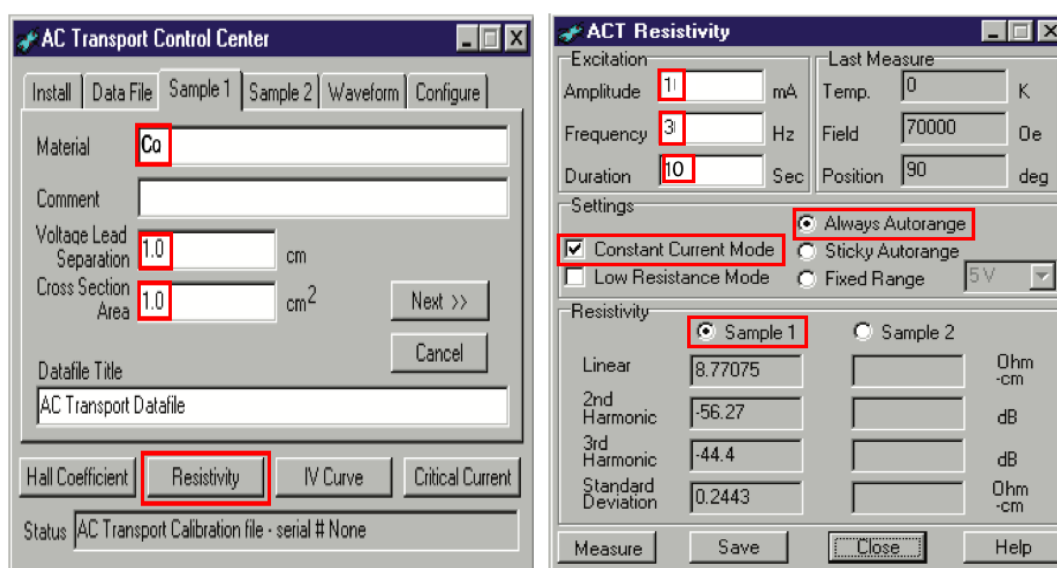 AC Transport Control Center
Install Data File Sample 1 Sample 2 Waveform Configure
Material Ca
Comment
Voltage Lead
Separation 1.0 cm
Cross Section
Area 1.0 cm2
Next >>
Cancel
Datafile Title
AC Transport Datafile
Hall Coefficient Resistivity IV Curve Critical Current
Status AC Transport Calibration file - serial # None
ACT Resistivity
Excitation
Amplitude 1 mA
Frequency 3 Hz
Duration 10 Sec
Last Measure
Temp. 0 K
Field 70000 Oe
Position 90 deg
Settings
Constant Current Mode
Low Resistance Mode
Always Autorange
Sticky Autorange
Fixed Range 5 V
Resistivity
Sample 1 Sample 2
Linear 8.77075 Ohm
-cm
2nd
Harmonic -56.27 dB
3rd
Harmonic -44.4 dB
Standard
Deviation 0.2443 Ohm
-cm
Measure Save Close Help